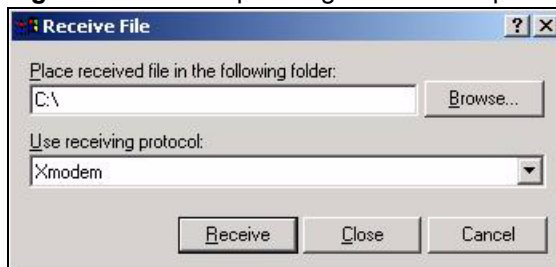 Receive File
Place received file in the following folder:
C:\
Browse...
Use receiving protocol:
Xmodem
Receive
Close
Cancel